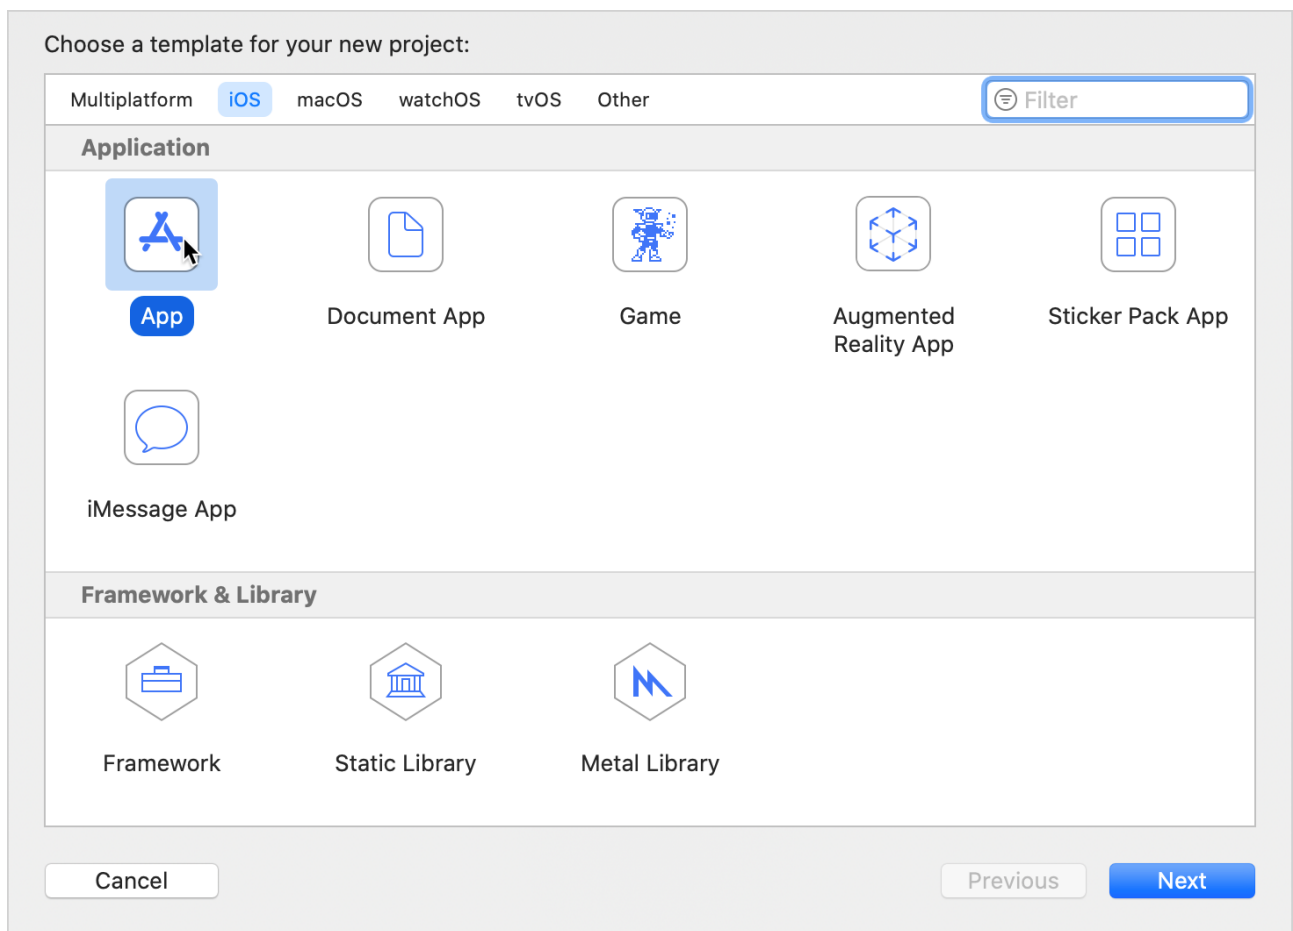 Choose a template for your new project:
Multiplatform iOS macOS watchOS tvOS Other Filter
Application
App Document App Game Augmented Reality App Sticker Pack App
iMessage App
Framework & Library
Framework Static Library Metal Library
Cancel Previous Next